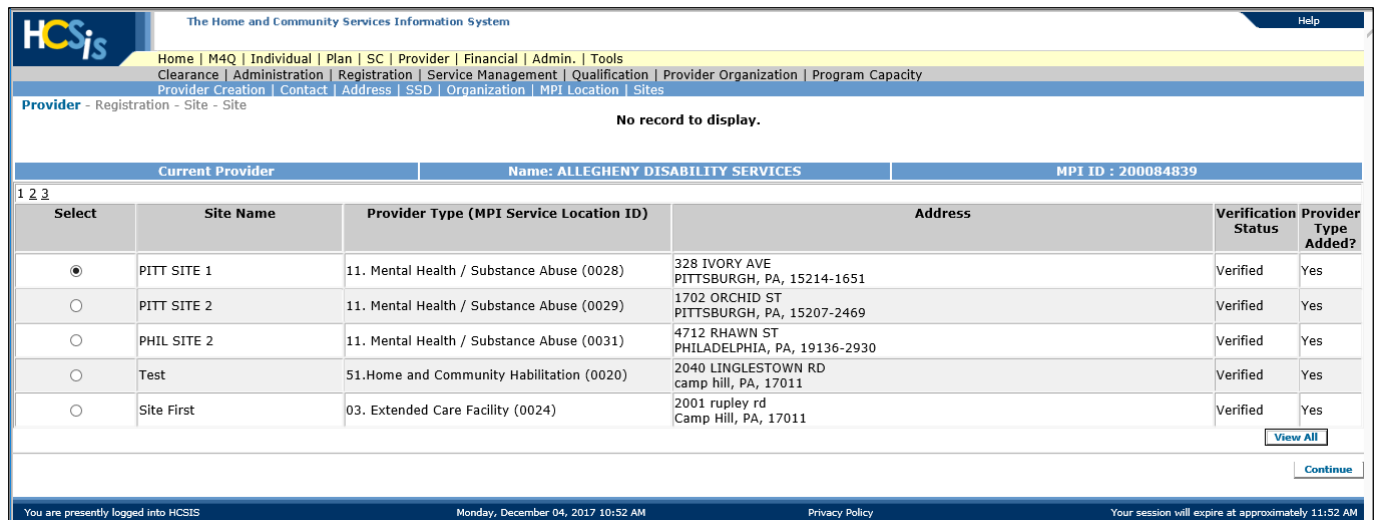 HCSis
The Home and Community Services Information System
Help
Home | M4Q | Individual | Plan | SC | Provider | Financial | Admin. | Tools
Clearance | Administration | Registration | Service Management | Qualification | Provider Organization | Program Capacity
Provider Creation | Contact | Address | SSD | Organization | MPI Location | Sites
Provider - Registration - Site - Site
No record to display.
Current Provider Name: ALLEGHENY DISABILITY SERVICES MPI ID : 200084839
1 2 3
Select Site Name Provider Type (MPI Service Location ID) Address Verification Status Provider Type Added?
PITT SITE 1 11. Mental Health / Substance Abuse (0028) 328 IVORY AVE PITTSBURGH, PA, 15214-1651 Verified Yes
PITT SITE 2 11. Mental Health / Substance Abuse (0029) 1702 ORCHID ST PITTSBURGH, PA, 15207-2469 Verified Yes
PHIL SITE 2 11. Mental Health / Substance Abuse (0031) 4712 RHAWN ST PHILADELPHIA, PA, 19136-2930 Verified Yes
Test 51.Home and Community Habilitation (0020) 2040 LINGLESTOWN RD camp hill, PA, 17011 Verified Yes
Site First 03. Extended Care Facility (0024) 2001 rupley rd Camp Hill, PA, 17011 Verified Yes
View All
Continue
You are presently logged into HCSIS Monday, December 04, 2017 10:52 AM Privacy Policy Your session will expire at approximately 11:52 AM